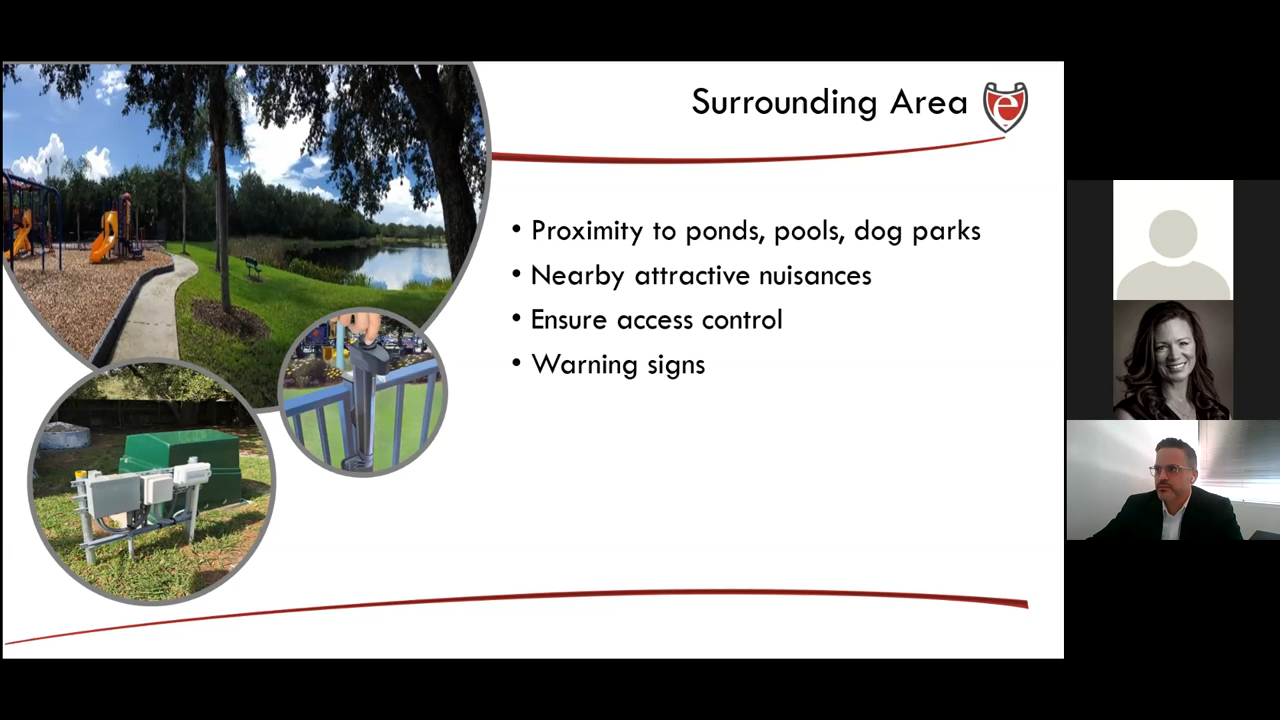 Surrounding Area
e
• Proximity to ponds, pools, dog parks
• Nearby attractive nuisances
• Ensure access control
• Warning signs